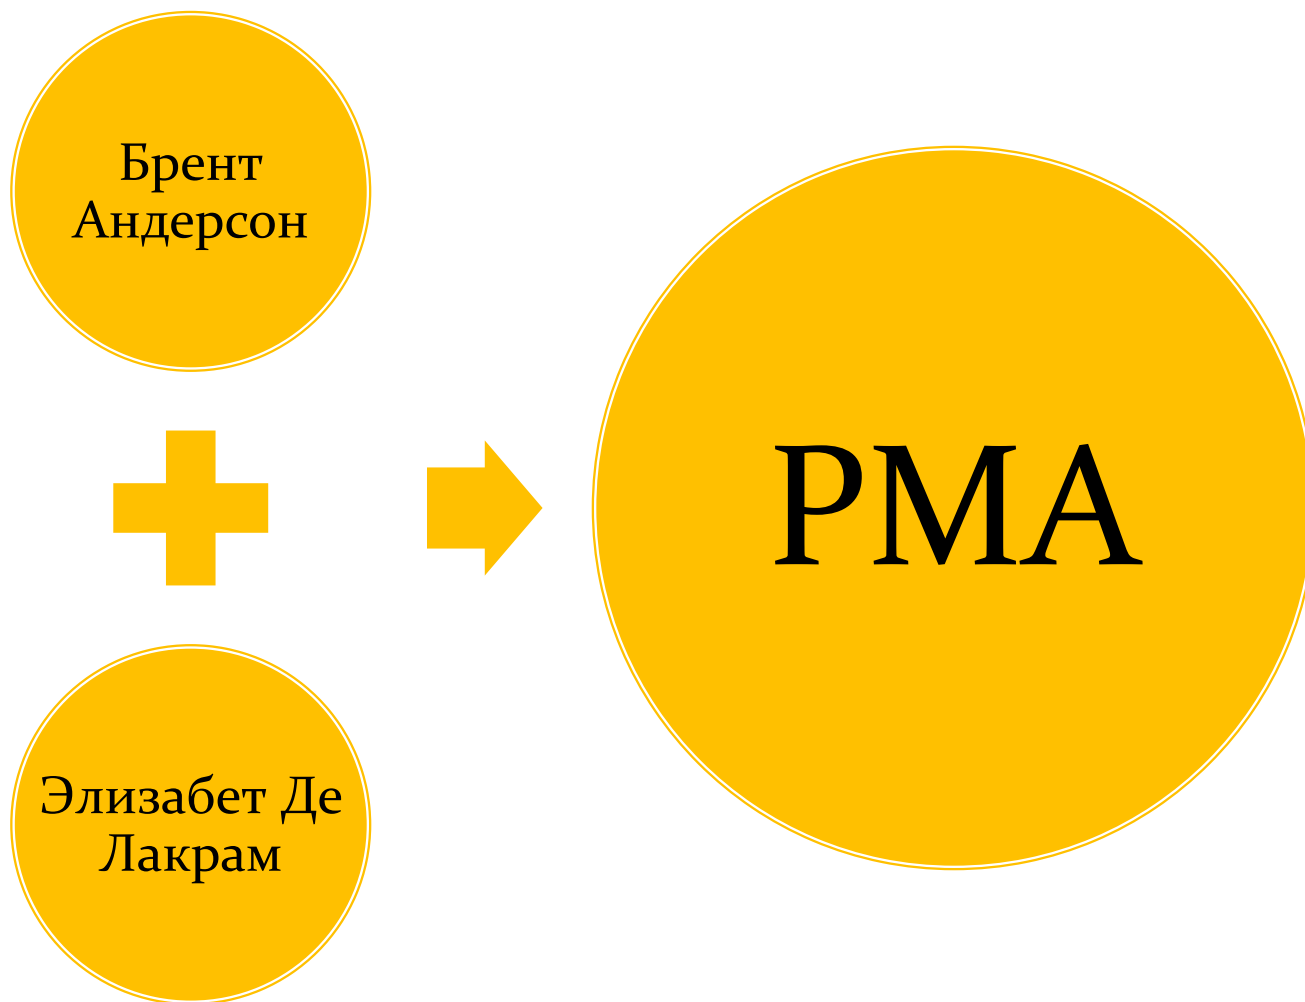 Брент
Андерсон
Элизабет Де
Лакрам
PMA